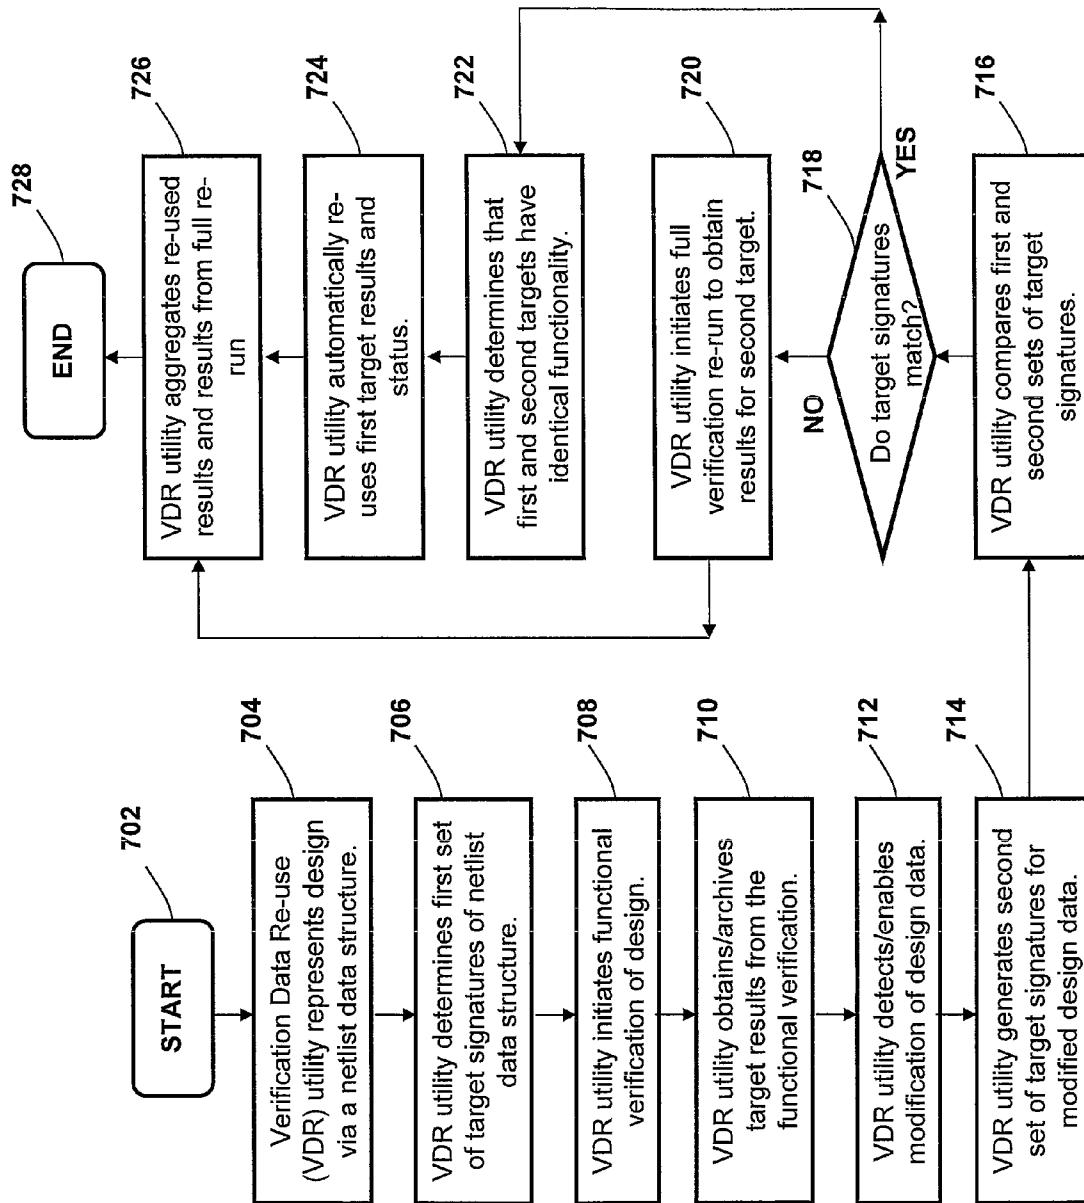 702
START
704
Verification Data Re-use
(VDR) utility represents design
via a netlist data structure.
706
VDR utility determines first set
of target signatures of netlist
data structure.
708
VDR utility initiates functional
verification of design.
710
VDR utility obtains/archives
target results from the
functional verification.
712
VDR utility detects/enables
modification of design data.
714
VDR utility generates second
set of target signatures for
modified design data.
716
VDR utility compares first and
second sets of target
signatures.
718
Do target signatures
match?
NO
YES
720
VDR utility initiates full
verification re-run to obtain
results for second target.
722
VDR utility determines that
first and second targets have
identical functionality.
724
VDR utility automatically re-
uses first target results and
status.
726
VDR utility aggregates re-used
results and results from full re-
run
728
END